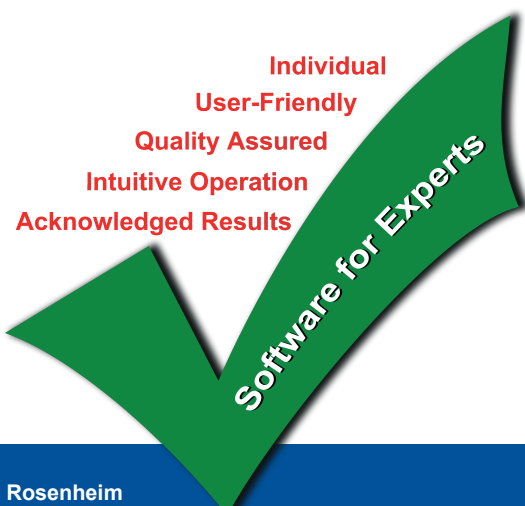 Individual
User-Friendly
Quality Assured
Intuitive Operation
Acknowledged Results
Software for Experts
Rosenheim